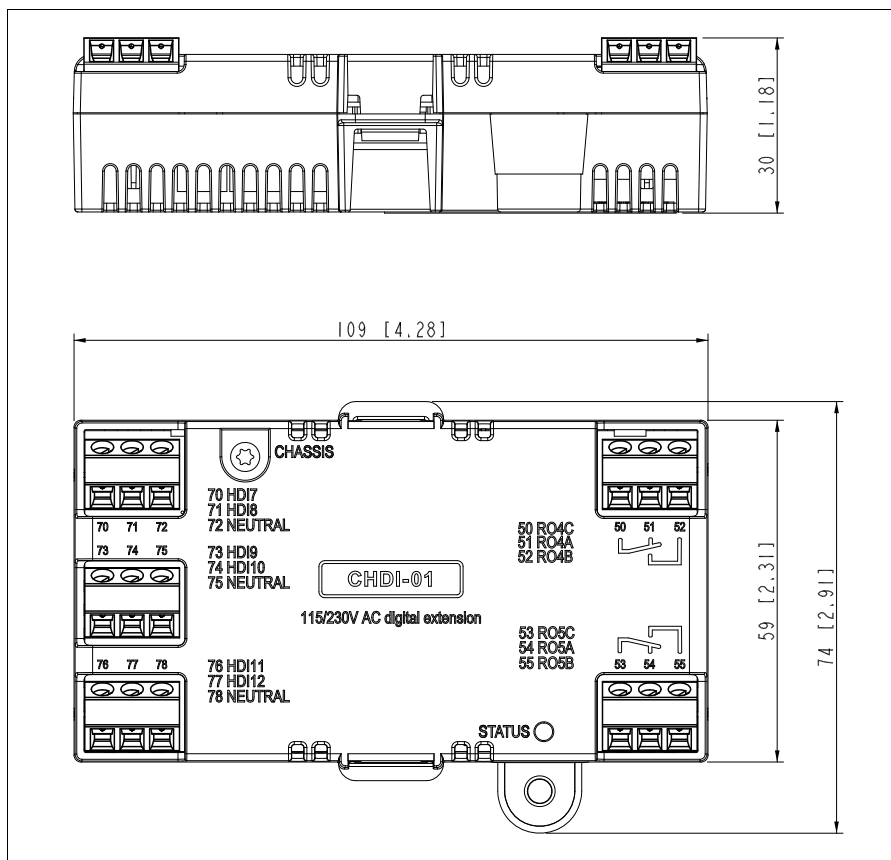 30 [1.18]
109 [4.28]
CHASSIS
70 HDI7
71 HDI8
72 NEUTRAL
70 71 72
73 74 75
73 HDI9
74 HDI10
75 NEUTRAL
50 RO4C
51 RO4A
52 RO4B
50 51 52
CHDI-01
115/230V AC digital extension
59 [2.31]
74 [2.91]
53 RO5C
54 RO5A
55 RO5B
53 54 55
76 77 78
76 HDI11
77 HDI12
78 NEUTRAL
STATUS